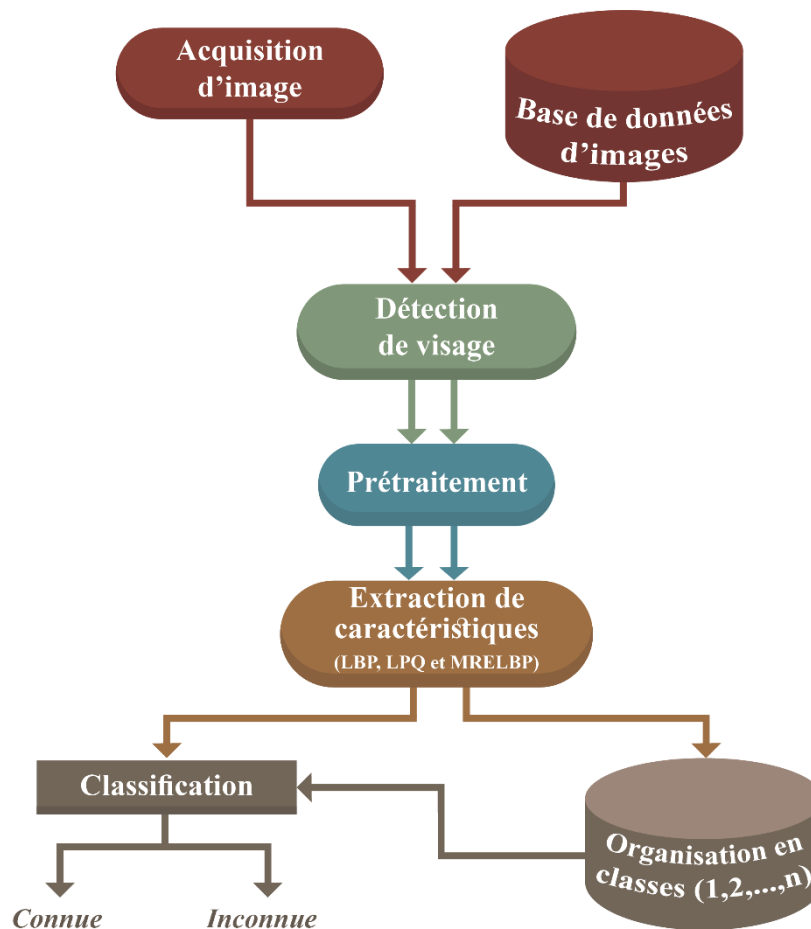 Acquisition
d’image
Base de données
d’images
Détection
de visage
Prétraitement
Extraction de
caractéristiques
(LBP, LPQ et MRELBP)
Classification
Organisation en
classes (1,2,...,n)
Connue
Inconnue